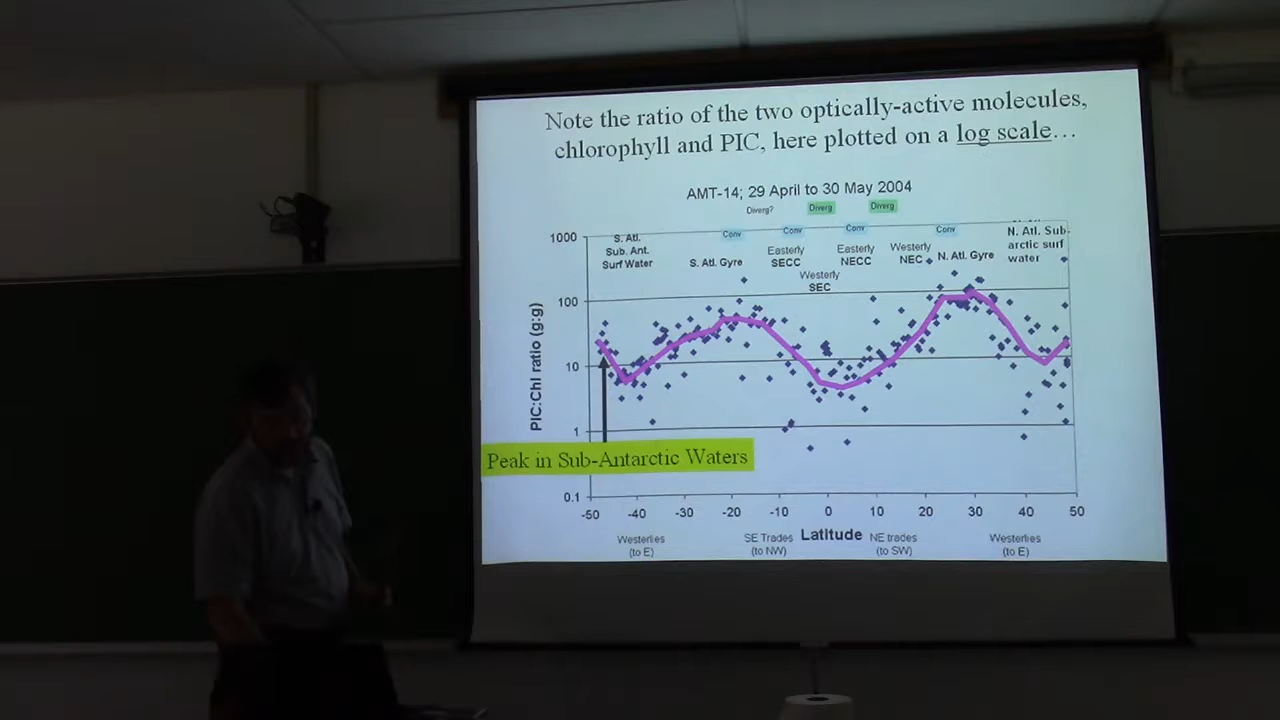 Note the ratio of the two optically-active molecules,
chlorophyll and PIC, here plotted on a log scale…
AMT-14; 29 April to 30 May 2004
Diverg?
Diverg
Diverg
Conv
Conv
Conv
Conv
S. Atl.
Sub. Ant.
Surf Water
S. Atl. Gyre
Easterly
SECC
Westerly
SEC
Easterly
NECC
Westerly
NEC
N. Atl. Gyre
N. Atl. Sub-
arctic surf
water
PIC:Chl ratio (g:g)
1000
100
10
1
0.1
Peak in Sub-Antarctic Waters
-50 -40 -30 -20 -10 0 10 20 30 40 50
Latitude
Westerlies
(to E)
SE Trades
(to NW)
NE trades
(to SW)
Westerlies
(to E)